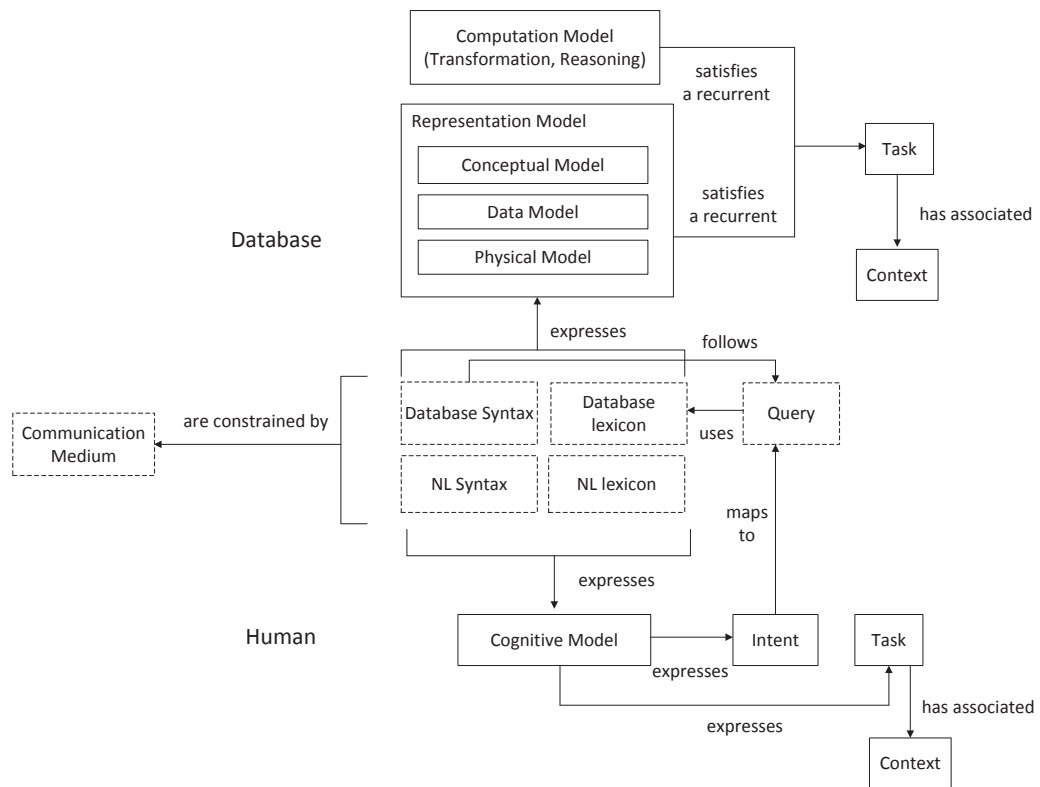 Computation Model
(Transformation, Reasoning)
satisfies
a recurrent
Representation Model
Conceptual Model
Data Model
Physical Model
satisfies
a recurrent
Task
has associated
Context
Database
expresses
follows
Database Syntax
Database
lexicon
uses
Query
Communication
Medium
are constrained by
NL Syntax
NL lexicon
maps
to
expresses
Human
Cognitive Model
expresses
Intent
Task
expresses
has associated
Context